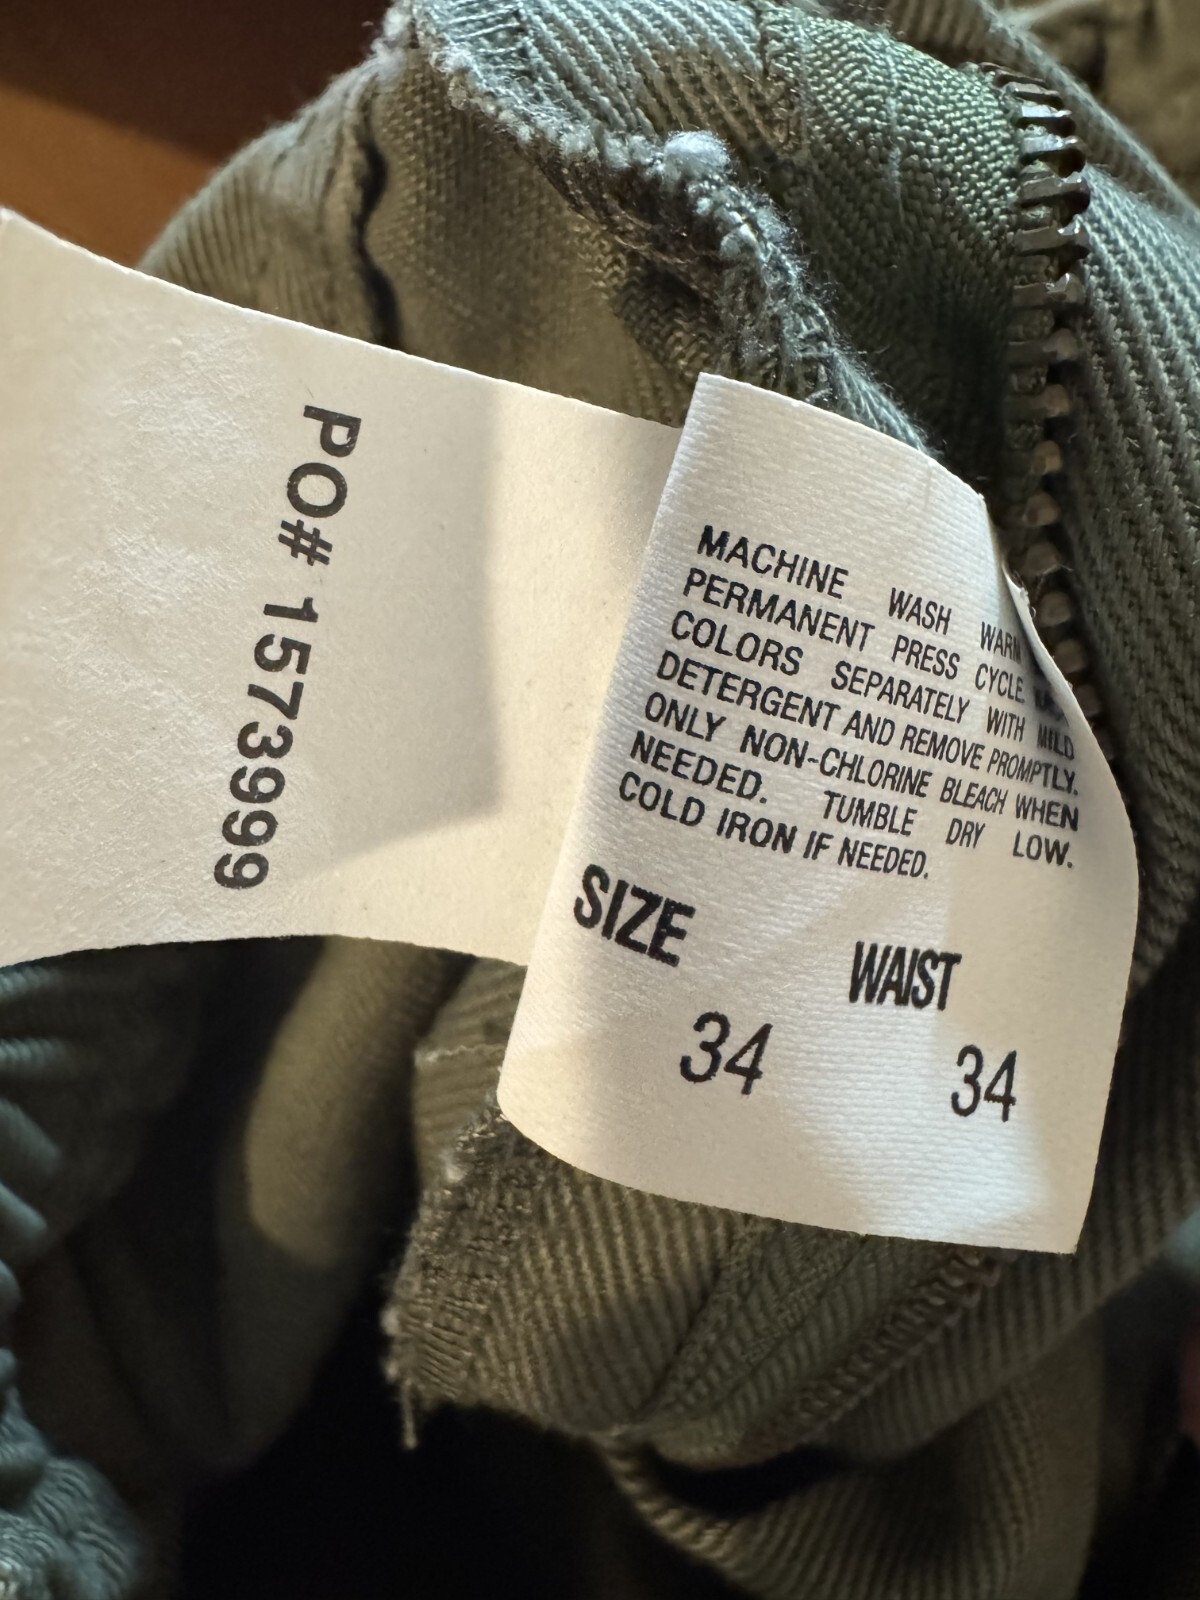 PO# 1573999
MACHINE WASH WARM
PERMANENT PRESS CYCLE.
COLORS SEPARATELY WITH MILD
DETERGENT AND REMOVE PROMPTLY.
ONLY NON-CHLORINE BLEACH WHEN
NEEDED. TUMBLE DRY LOW.
COLD IRON IF NEEDED.
SIZE WAIST
34 34